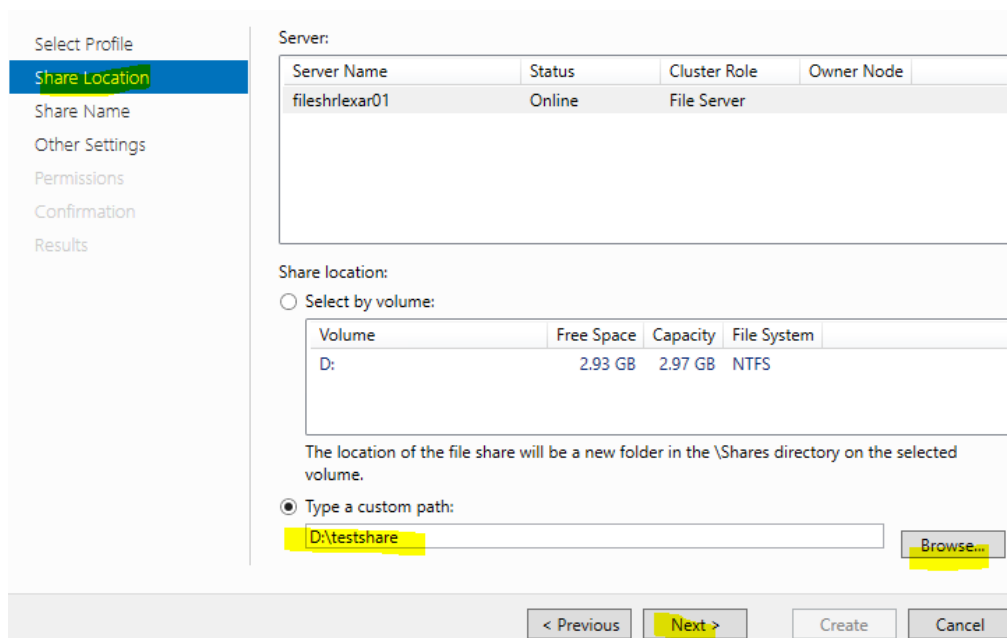 Select Profile
Share Location
Share Name
Other Settings
Permissions
Confirmation
Results
Server:
Server Name Status Cluster Role Owner Node
fileshrlexar01 Online File Server
Share location:
Select by volume:
Volume Free Space Capacity File System
D: 2.93 GB 2.97 GB NTFS
The location of the file share will be a new folder in the \Shares directory on the selected
volume.
Type a custom path:
D:\testshare
Browse...
< Previous Next > Create Cancel